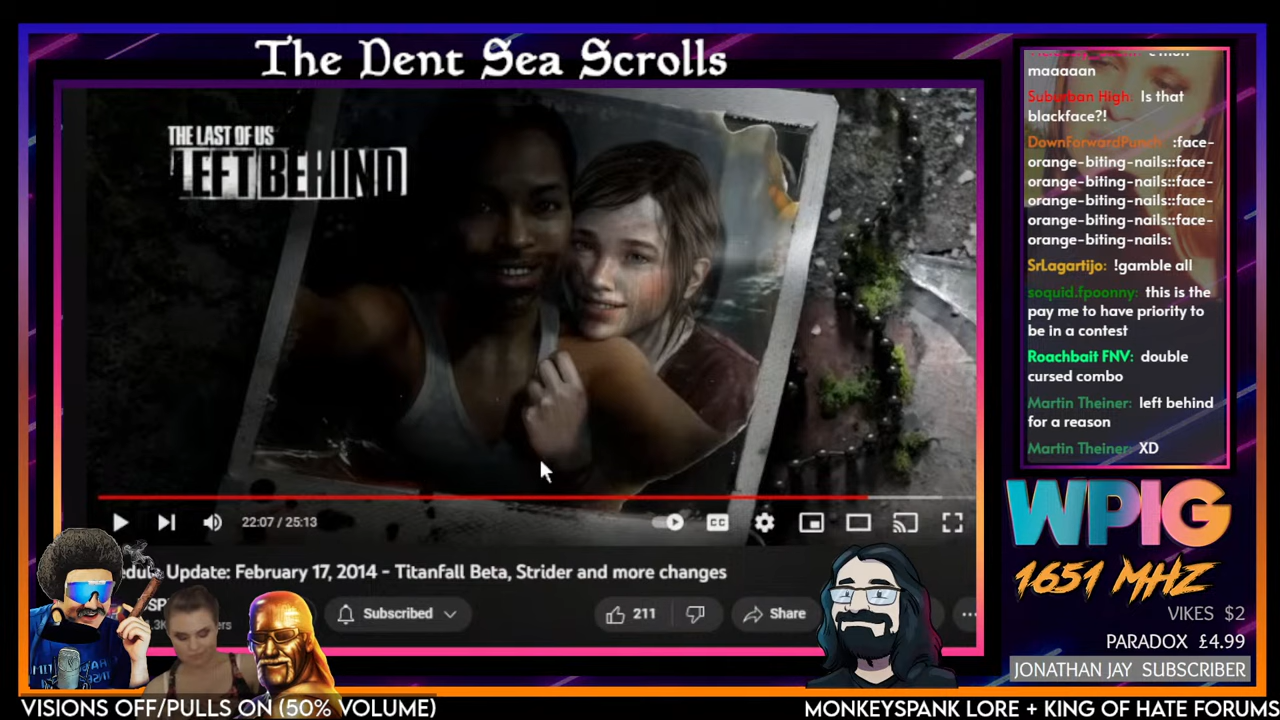 The Dent Sea Scrolls
THE LAST OF US
LEFT BEHIND
22:07 / 25:13
CC
Update: February 17, 2014 - Titanfall Beta, Strider and more changes
Subscribed
211
Share
maaaaan
Suburban High: Is that
blackface?!
DownForwardPunch: :face-
orange-biting-nails::face-
orange-biting-nails::face-
orange-biting-nails::face-
orange-biting-nails::face-
orange-biting-nails:
SrLagartijo: !gamble all
soquid.fpoonny: this is the
pay me to have priority to
be in a contest
Roachbait FNV: double
cursed combo
Martin Theiner: left behind
for a reason
Martin Theiner: XD
WPIG
1651 MHZ
VIKES $2
PARADOX £4.99
JONATHAN JAY SUBSCRIBER
VISIONS OFF/PULLS ON (50% VOLUME)
MONKEYSPANK LORE + KING OF HATE FORUMS